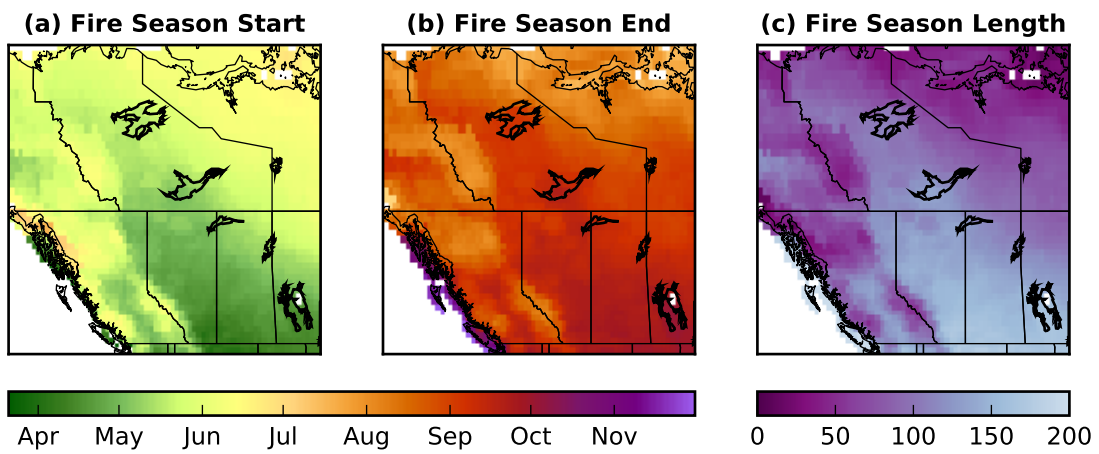 (a) Fire Season Start (b) Fire Season End (c) Fire Season Length
Apr May Jun Jul Aug Sep Oct Nov 0 50 100 150 200